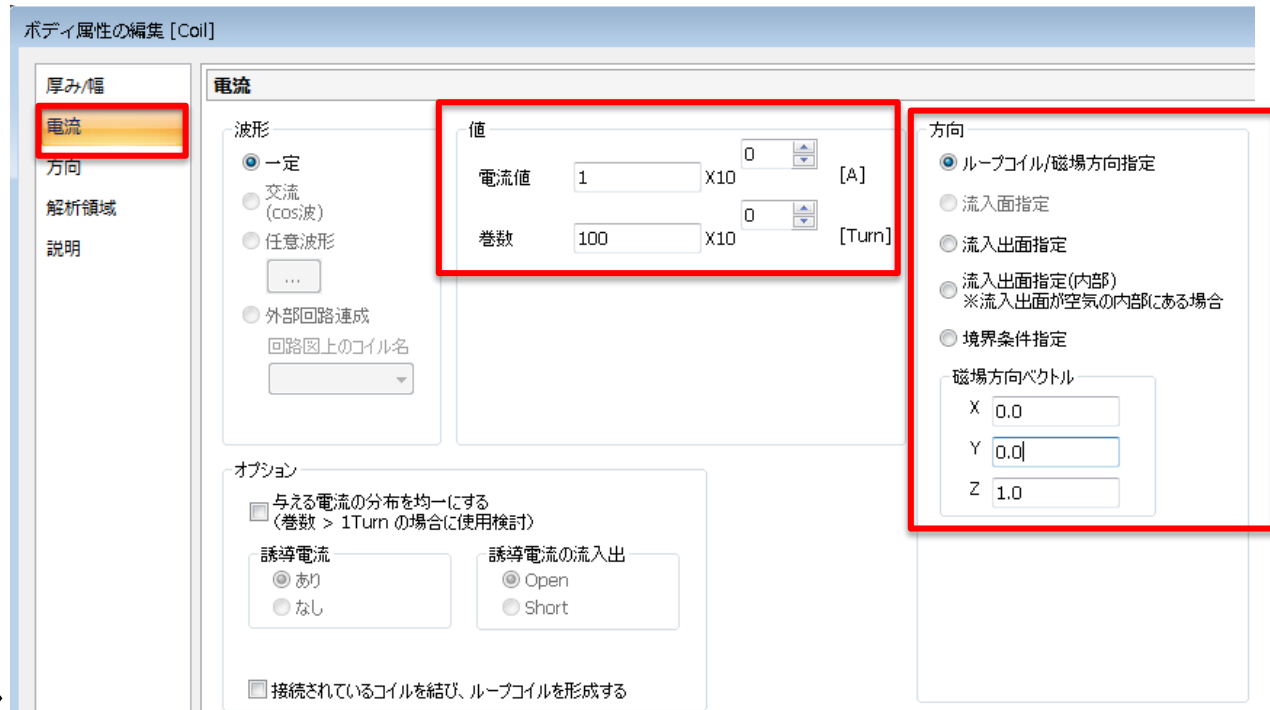 ボディ属性の編集 [Coil]
厚み/幅
電流
方向
解析領域
説明
電流
波形
一定
交流
(cos波)
任意波形
...
外部回路連成
回路図上のコイル名
値
電流値 1 X10 0 [A]
巻数 100 X10 0 [Turn]
方向
ループコイル/磁場方向指定
流入面指定
流入出面指定
流入出面指定(内部)
※流入出面が空気の内部にある場合
境界条件指定
磁場方向ベクトル
X 0.0
Y 0.0
Z 1.0
オプション
与える電流の分布を均一にする
(巻数 > 1Turn の場合に使用検討)
誘導電流
あり
なし
誘導電流の流入出
Open
Short
接続されているコイルを結び、ループコイルを形成する